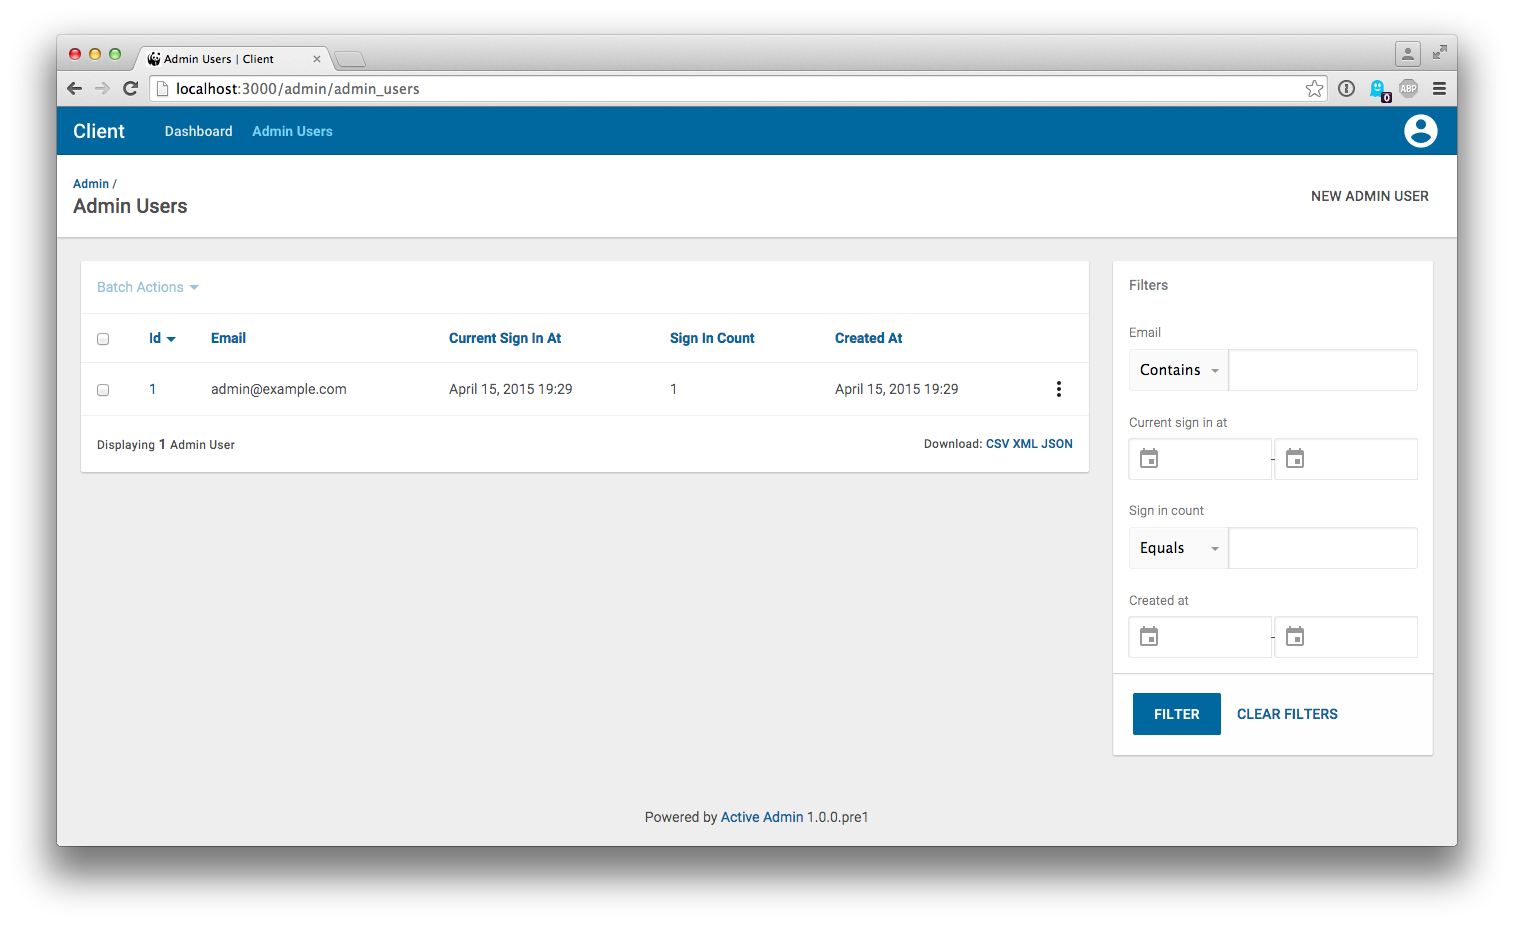 Admin Users | Client
localhost:3000/admin/admin_users
0
ABP
Client Dashboard Admin Users
Admin /
Admin Users
NEW ADMIN USER
Batch Actions
Id Email Current Sign In At Sign In Count Created At
1 admin@example.com April 15, 2015 19:29 1 April 15, 2015 19:29
Displaying 1 Admin User
Download: CSV XML JSON
Filters
Email
Contains
Current sign in at
-
Sign in count
Equals
Created at
-
FILTER CLEAR FILTERS
Powered by Active Admin 1.0.0.pre1